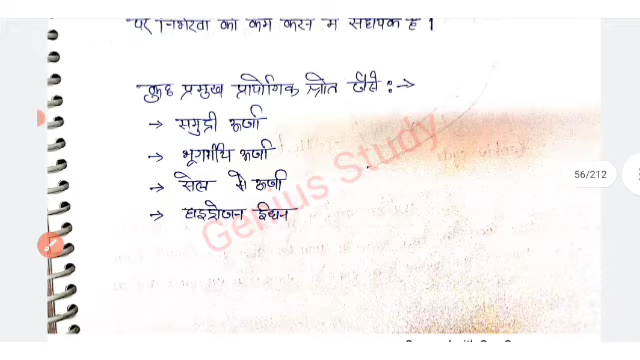 पर निर्भरता को कम करने में सहायक है।
कुछ प्रमुख प्रायोगिक स्रोत जैसे :→
→ समुद्री ऊर्जा
→ भूगर्भीय ऊर्जा
→ सेल से ऊर्जा
→ हाइड्रोजन ईंधन
Genius Study
56/212